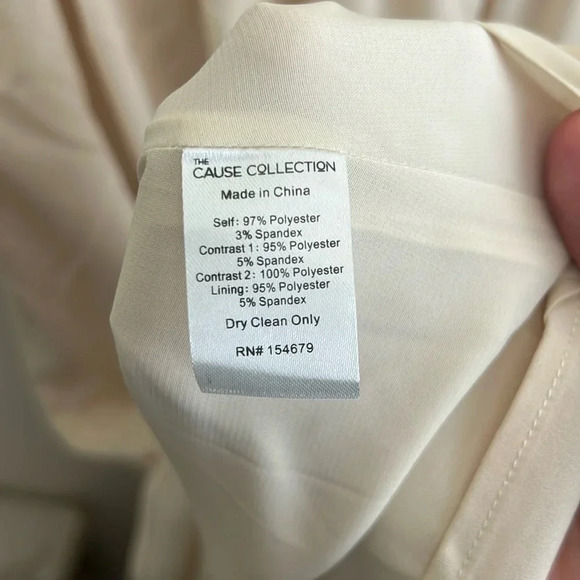 THE
CAUSE COLLECTION
Made in China
Self: 97% Polyester
3% Spandex
Contrast 1: 95% Polyester
5% Spandex
Contrast 2: 100% Polyester
Lining: 95% Polyester
5% Spandex
Dry Clean Only
RN# 154679